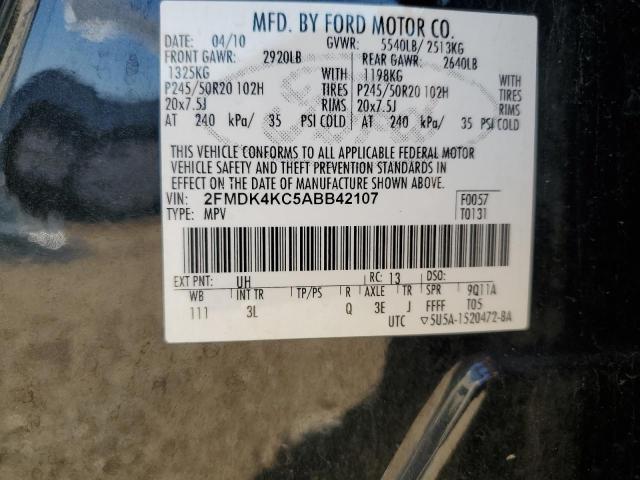 MFD. BY FORD MOTOR CO.
DATE: 04/10 GVWR: 5540LB/ 2513KG
FRONT GAWR: 2920LB REAR GAWR: 2640LB
1325KG WITH 1198KG WITH
P245/50R20 102H TIRES P245/50R20 102H TIRES
20x7.5J RIMS 20x7.5J RIMS
AT 240 kPa/ 35 PSI COLD AT 240 kPa/ 35 PSI COLD
THIS VEHICLE CONFORMS TO ALL APPLICABLE FEDERAL MOTOR
VEHICLE SAFETY AND THEFT PREVENTION STANDARDS IN
EFFECT ON THE DATE OF MANUFACTURE SHOWN ABOVE.
VIN: 2FMDK4KC5ABB42107 F0057
TYPE: MPV T0131
EXT PNT: UH RC: 13 DSO:
WB INT TR TP/PS R AXLE TR SPR 9Q11A
111 3L Q 3E J FFFF T05
UTC ▽5U5A-1520472-BA